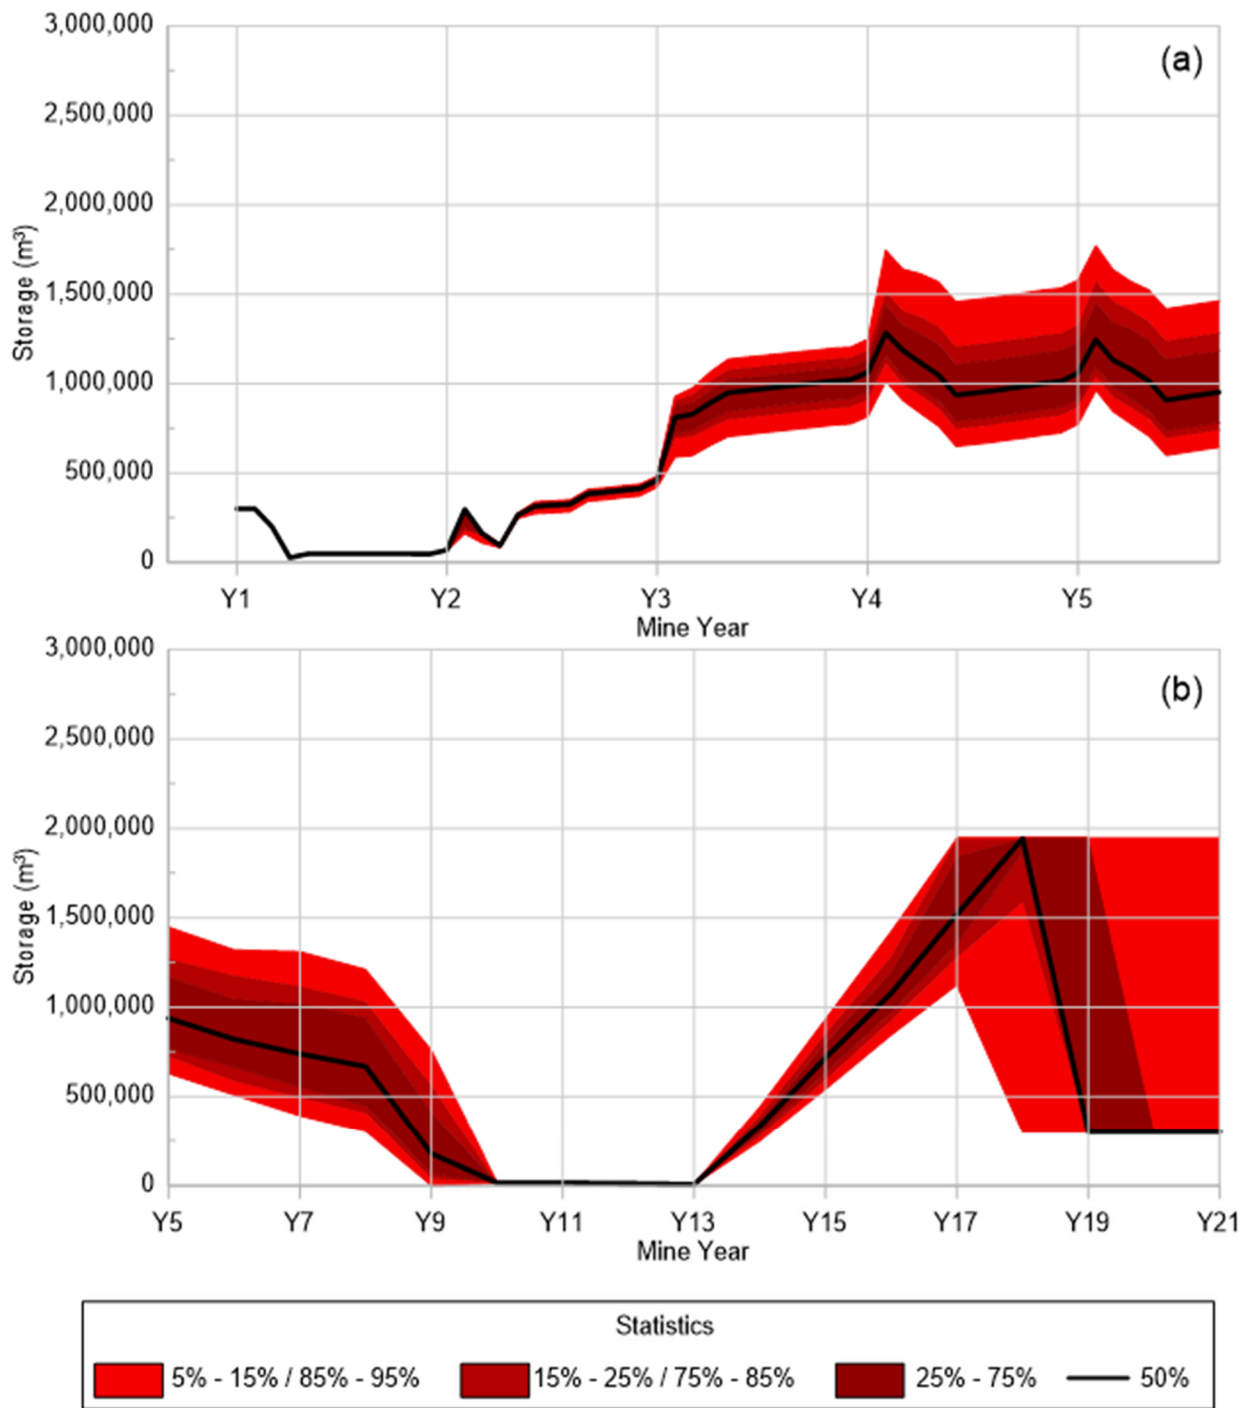 3,000,000
(a)
2,500,000
2,000,000
1,500,000
1,000,000
500,000
0
Storage (m³)
Y1 Y2 Y3 Y4 Y5
Mine Year
3,000,000
(b)
2,500,000
2,000,000
1,500,000
1,000,000
500,000
0
Storage (m³)
Y5 Y7 Y9 Y11 Y13 Y15 Y17 Y19 Y21
Mine Year
Statistics
5% - 15% / 85% - 95% 15% - 25% / 75% - 85% 25% - 75% 50%